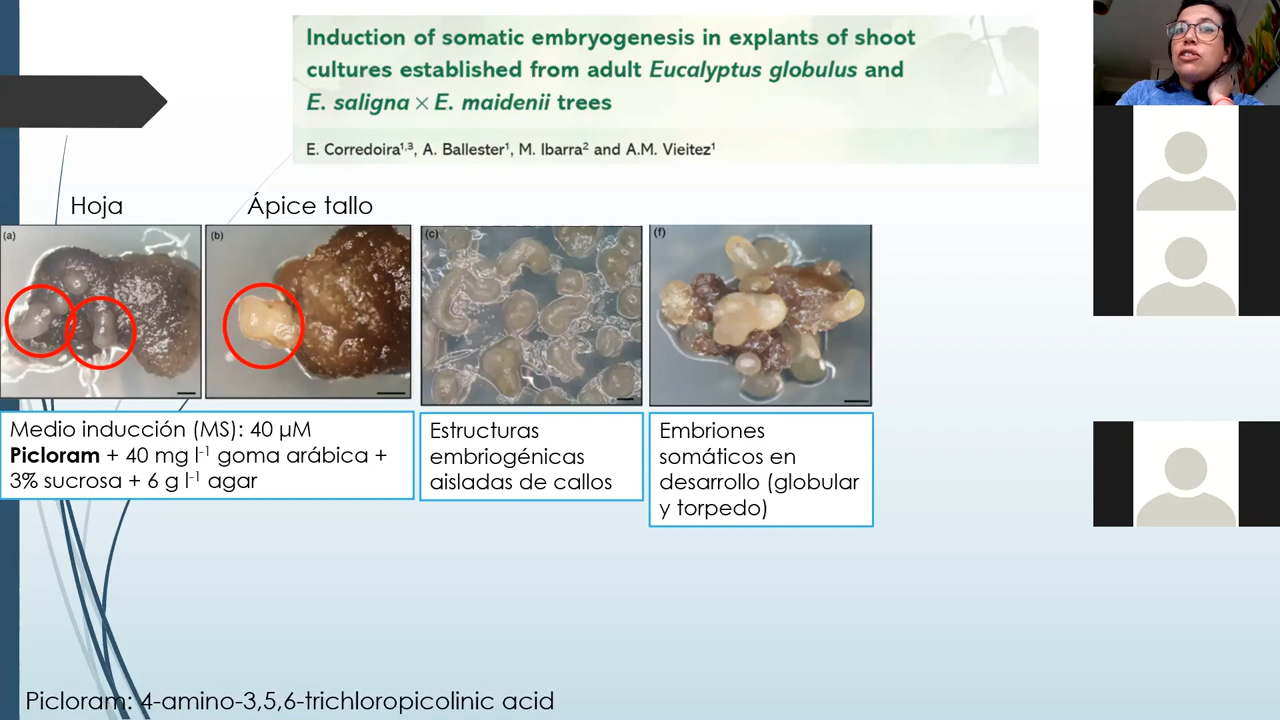 Induction of somatic embryogenesis in explants of shoot
cultures established from adult Eucalyptus globulus and
E. saligna × E. maidenii trees
E. Corredoira¹,³, A. Ballester¹, M. Ibarra² and A.M. Vieitez¹
Hoja
Ápice tallo
(a)
(b)
(c)
(f)
Medio inducción (MS): 40 µM
Picloram + 40 mg l⁻¹ goma arábica +
3% sucrosa + 6 g l⁻¹ agar
Estructuras
embriogénicas
aisladas de callos
Embriones
somáticos en
desarrollo (globular
y torpedo)
Picloram: 4-amino-3,5,6-trichloropicolinic acid